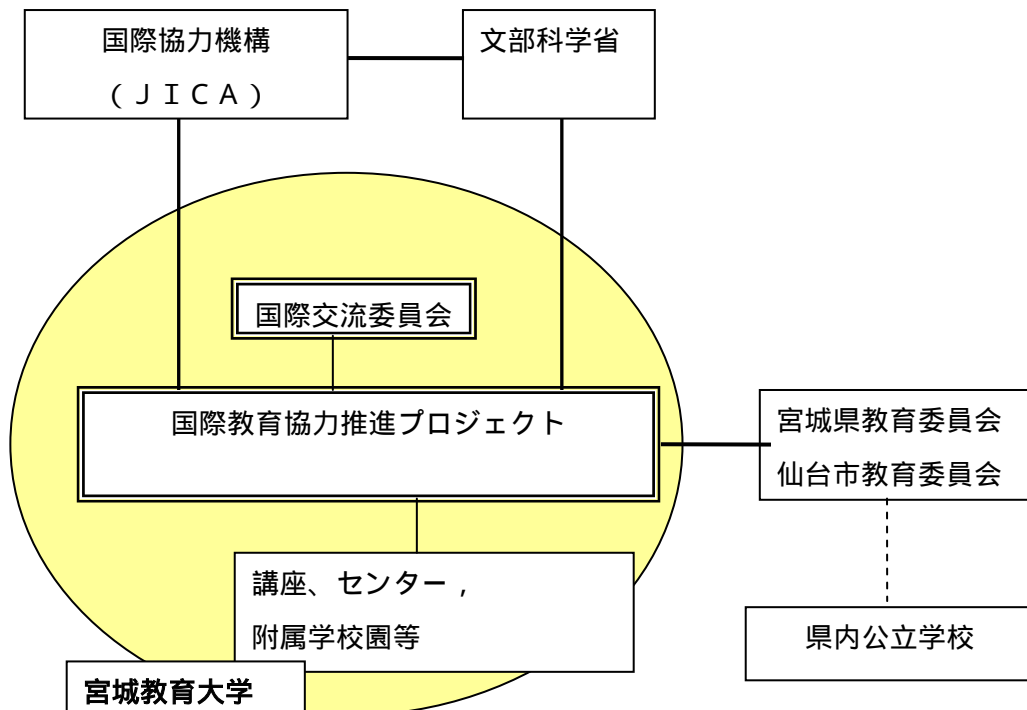 国際協力機構
(ＪＩＣＡ)
文部科学省
国際交流委員会
国際教育協力推進プロジェクト
宮城県教育委員会
仙台市教育委員会
講座、センター，
附属学校園等
県内公立学校
宮城教育大学